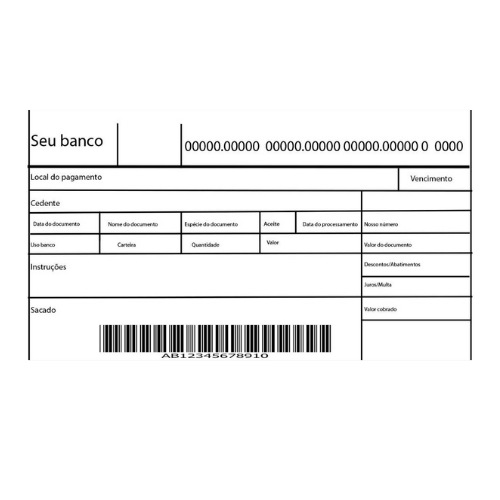 Seu banco
00000.00000 00000.00000 00000.00000 0 0000
Local do pagamento Vencimento
Cedente
Data do documento Nome do documento Espécie do documento Aceite Data do processamento Nosso número
Uso banco Carteira Quantidade Valor Valor do documento
Instruções Descontos/Abatimentos
Juros/Multa
Sacado Valor cobrado
AB12345678910